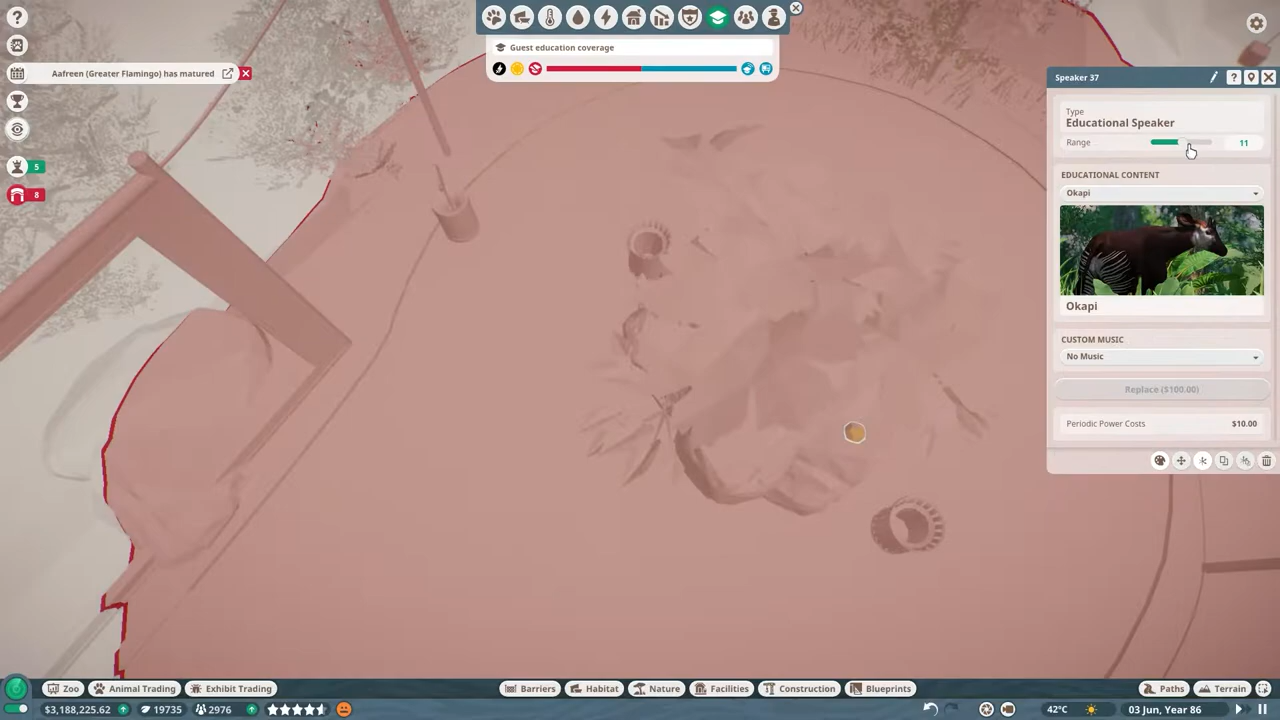 Guest education coverage
Aafreen (Greater Flamingo) has matured
5
8
Speaker 37
Type
Educational Speaker
Range 11
EDUCATIONAL CONTENT
Okapi
Okapi
CUSTOM MUSIC
No Music
Replace ($100.00)
Periodic Power Costs $10.00
Zoo Animal Trading Exhibit Trading Barriers Habitat Nature Facilities Construction Blueprints Paths Terrain
$3,188,225.62 19735 2976 42°C 03 Jun, Year 86